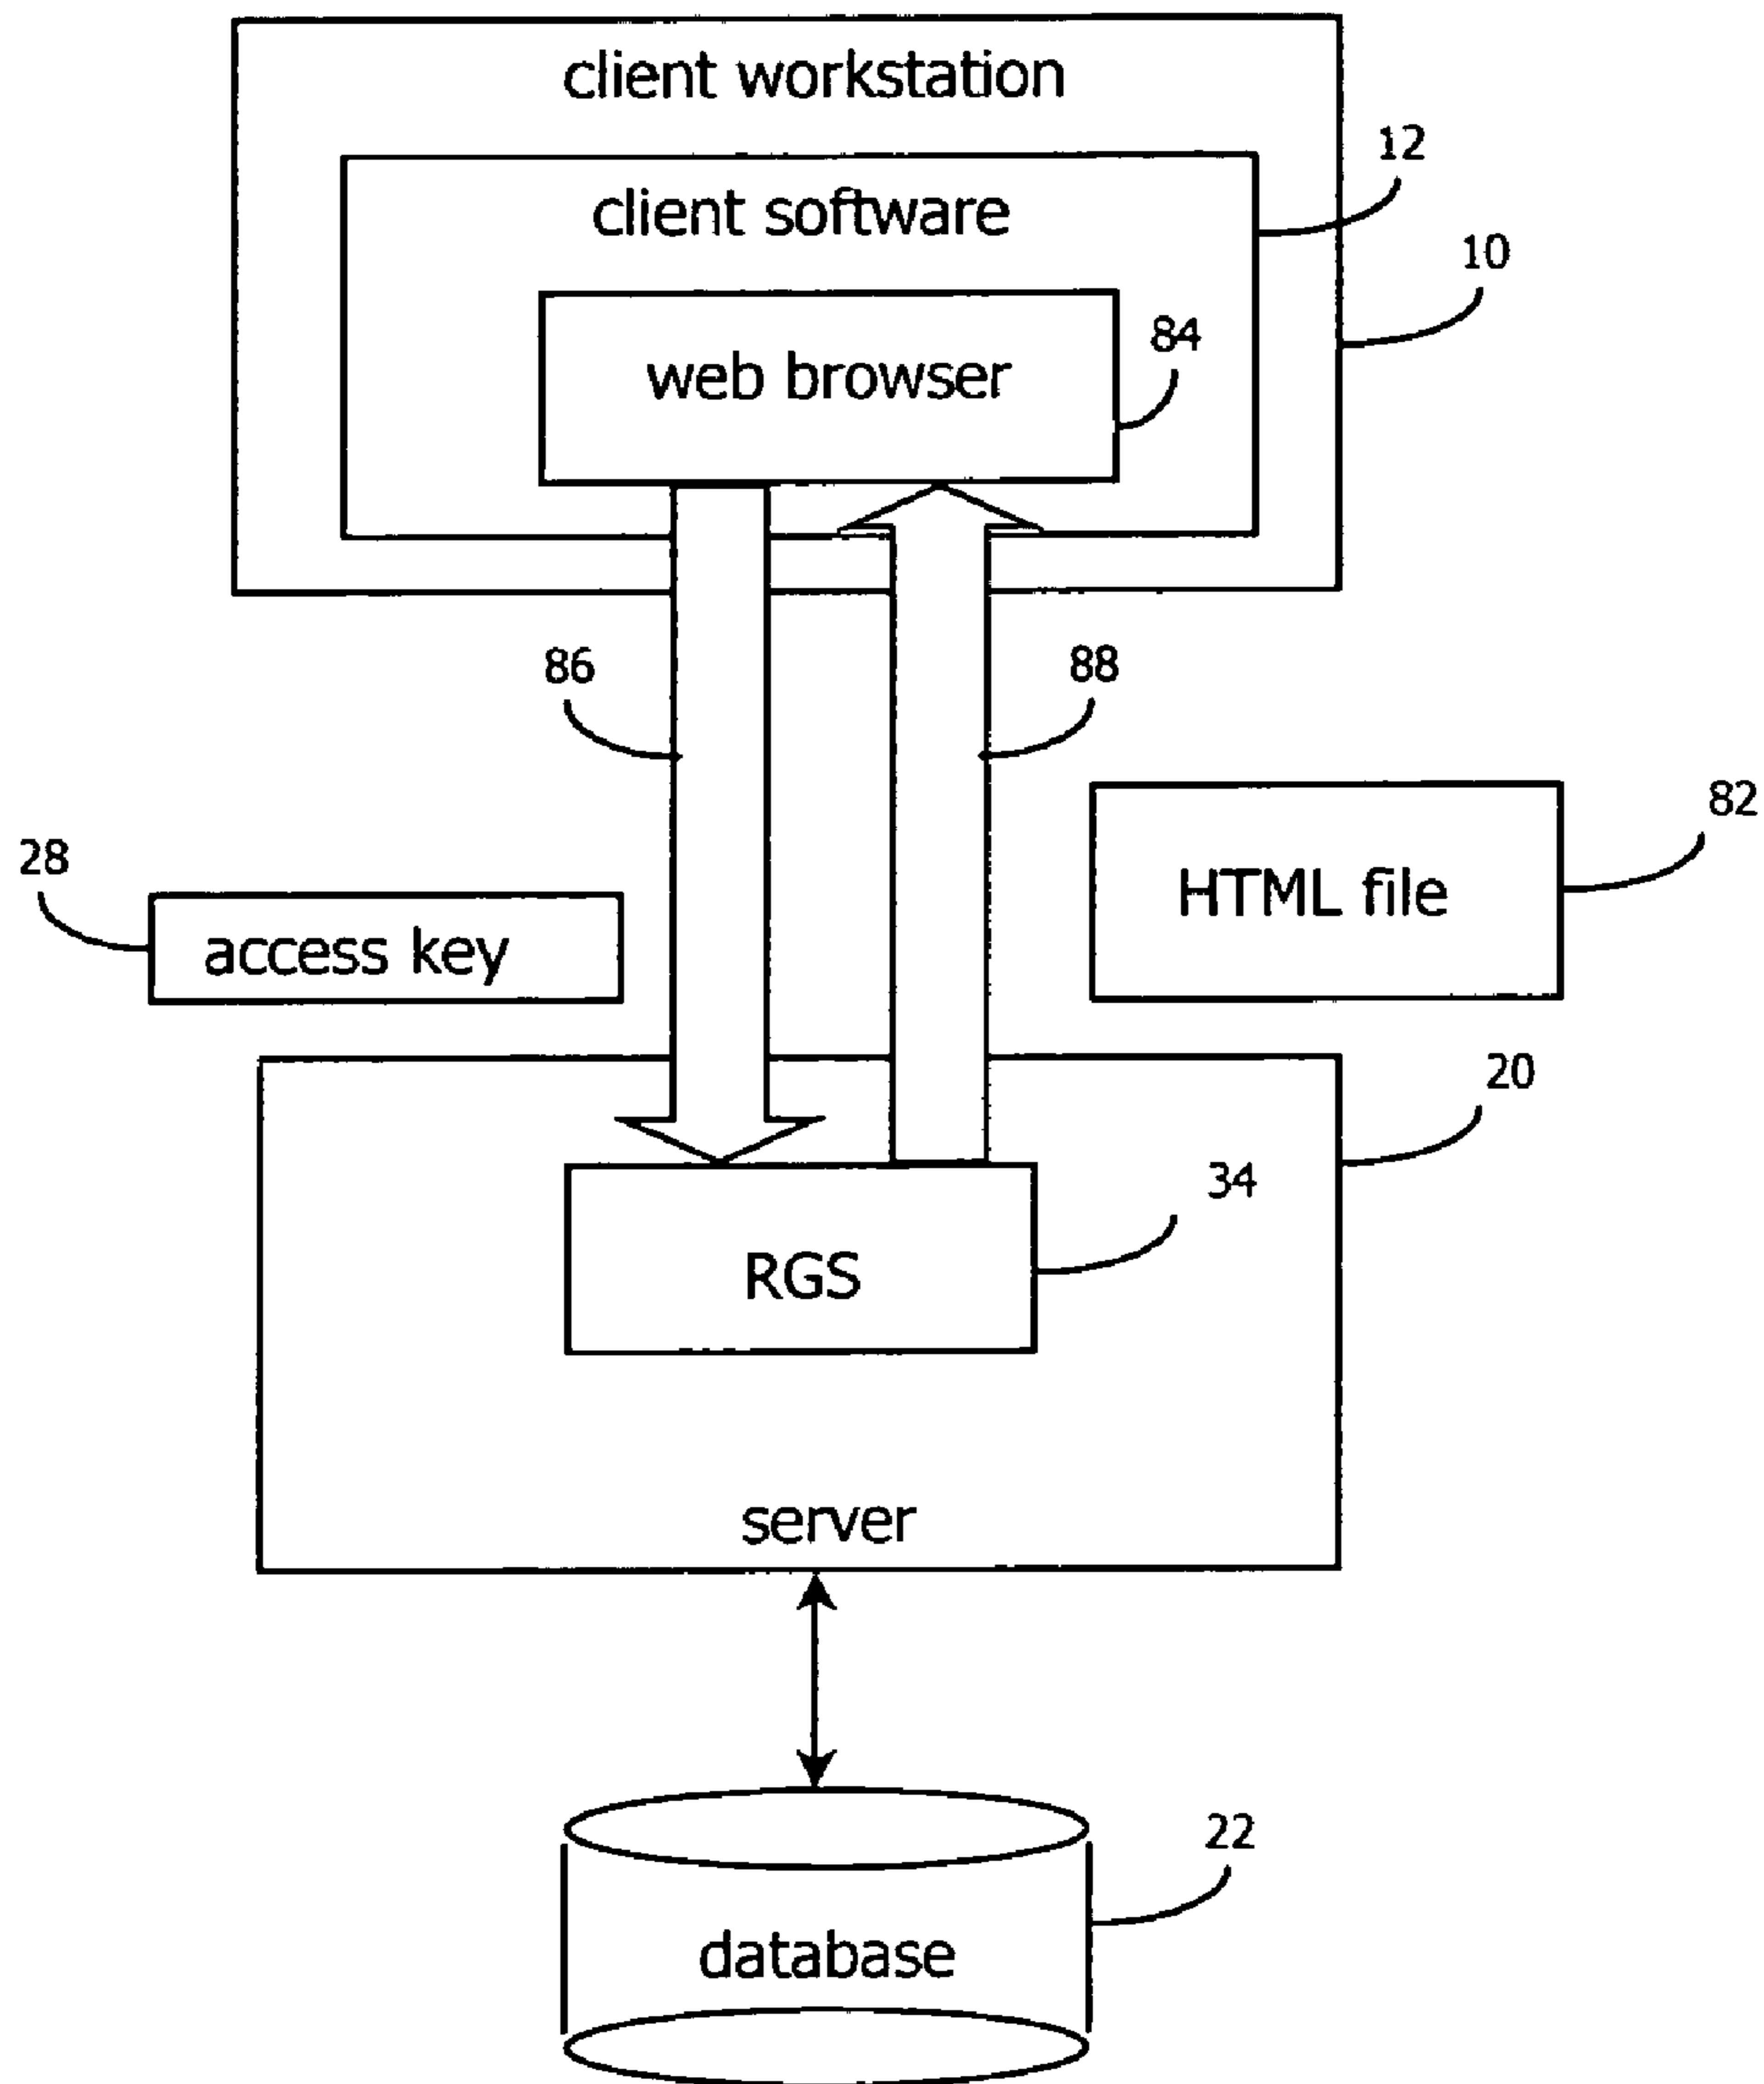 client workstation
12
client software
10
84
web browser
86
88
82
28
HTML file
access key
20
34
RGS
server
22
database